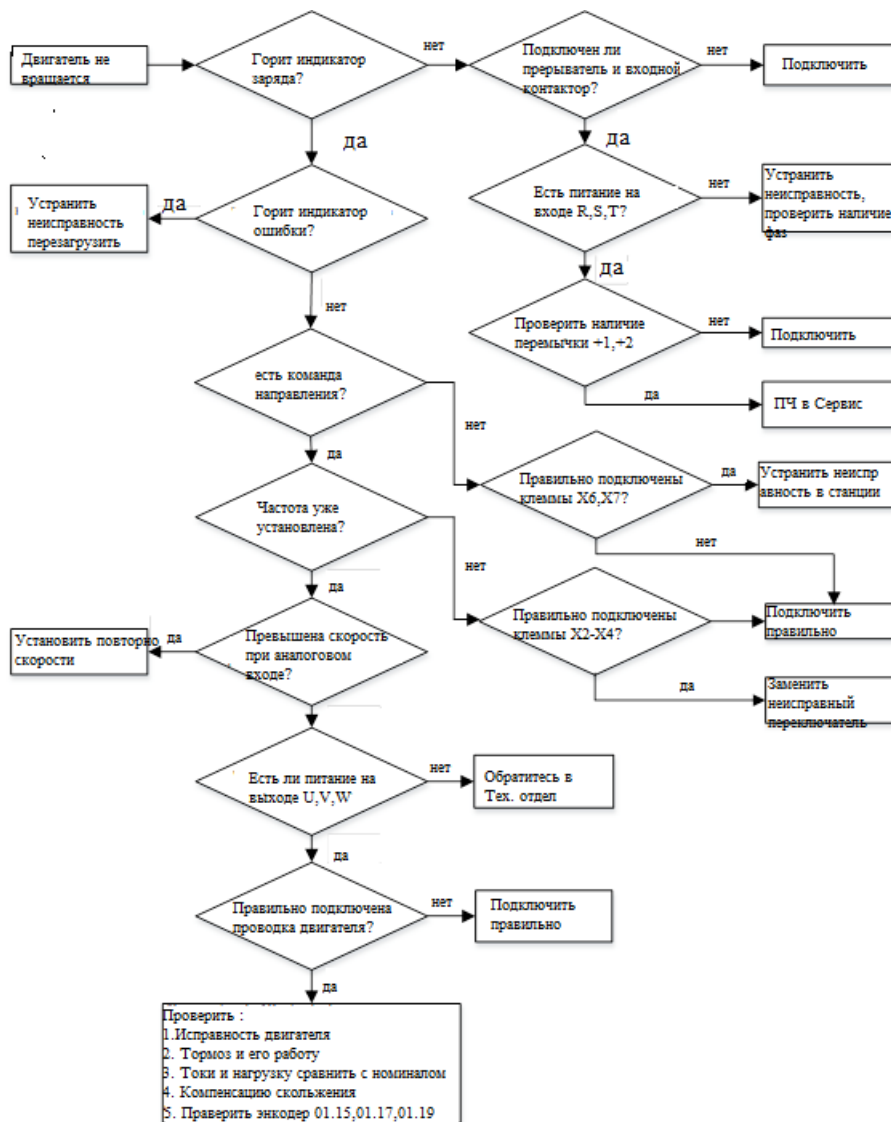 Двигатель не
вращается
Горит индикатор
заряда?
нет
Подключен ли
прерыватель и входной
контактор?
нет
Подключить
да
да
Устранить
неисправность
перезагрузить
да
Горит индикатор
ошибки?
Есть питание на
входе R,S,T?
нет
Устранить
неисправность,
проверить наличие
фаз
да
нет
Проверить наличие
перемычки +1,+2
нет
Подключить
да
ПЧ в Сервис
есть команда
направления?
нет
да
Правильно подключены
клеммы X6,X7?
да
Устранить неиспр
авность в станции
нет
Частота уже
установлена?
нет
да
Правильно подключены
клеммы X2-X4?
Подключить
правильно
да
Заменить
неисправный
переключатель
Установить повторно
скорости
да
Превышена скорость
при аналоговом
входе?
Есть ли питание на
выходе U,V,W
нет
Обратитесь в
Тех. отдел
да
Правильно подключена
проводка двигателя?
нет
Подключить
правильно
да
Проверить :
1.Исправность двигателя
2. Тормоз и его работу
3. Токи и нагрузку сравнить с номиналом
4. Компенсацию скольжения
5. Праверить энкодер 01.15,01.17,01.19